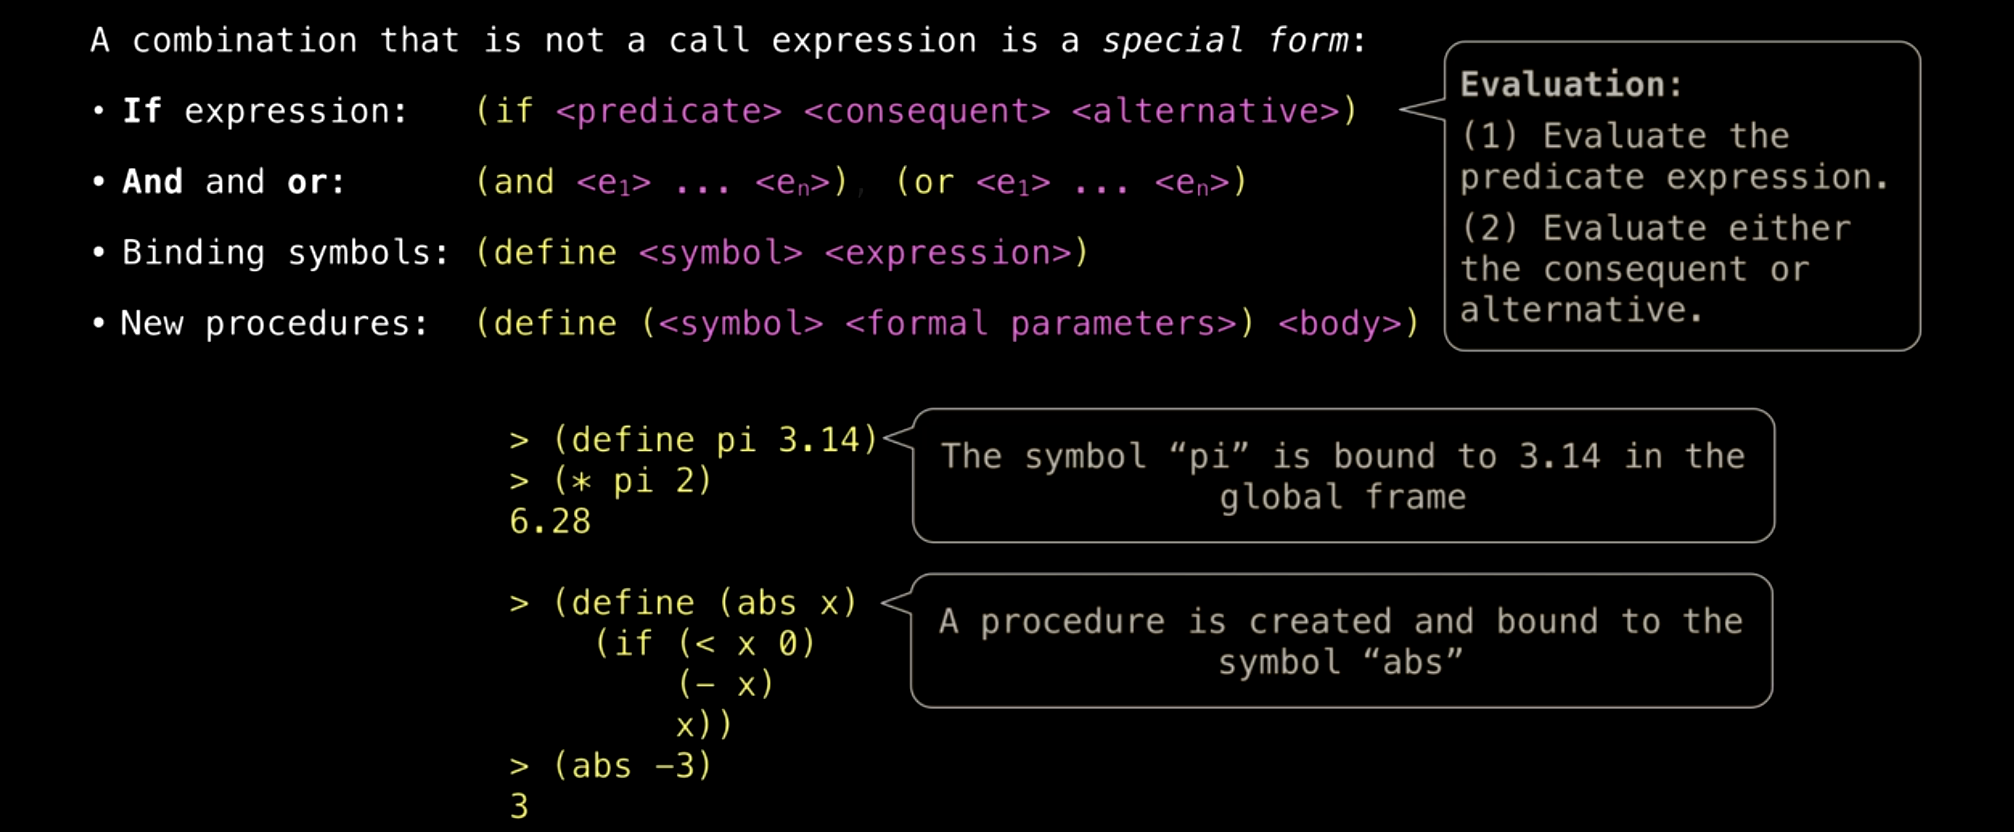 A combination that is not a call expression is a special form:
• If expression: (if <predicate> <consequent> <alternative>)
• And and or: (and <e₁> ... <eₙ>), (or <e₁> ... <eₙ>)
• Binding symbols: (define <symbol> <expression>)
• New procedures: (define (<symbol> <formal parameters>) <body>)
Evaluation:
(1) Evaluate the
predicate expression.
(2) Evaluate either
the consequent or
alternative.
> (define pi 3.14)
> (* pi 2)
6.28
The symbol “pi” is bound to 3.14 in the
global frame
> (define (abs x)
(if (< x 0)
(- x)
x))
> (abs -3)
3
A procedure is created and bound to the
symbol “abs”